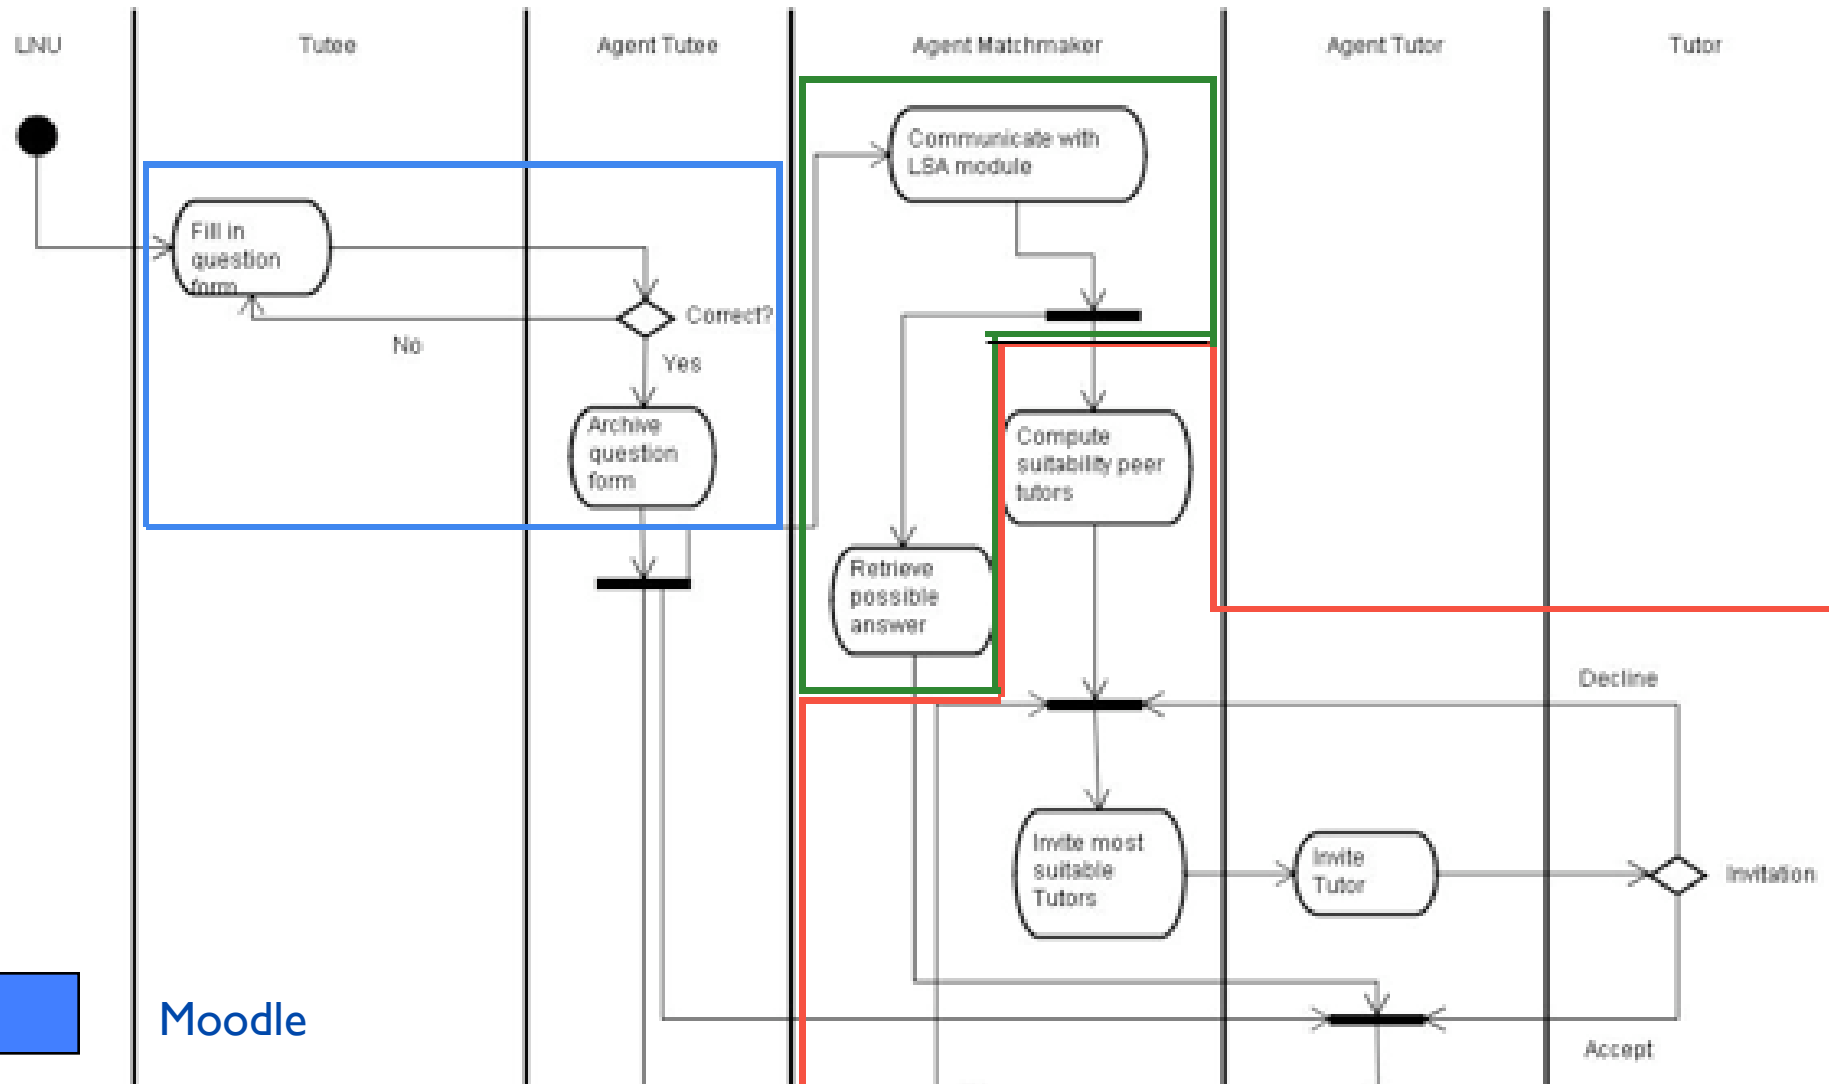 LNU
Tutee
Agent Tutee
Agent Matchmaker
Agent Tutor
Tutor
Communicate with
LSA module
Fill in
question
form
Correct?
No
Yes
Archive
question
form
Compute
suitability peer
tutors
Retrieve
possible
answer
Decline
Invite most
suitable
Tutors
Invite
Tutor
Invitation
Moodle
Accept